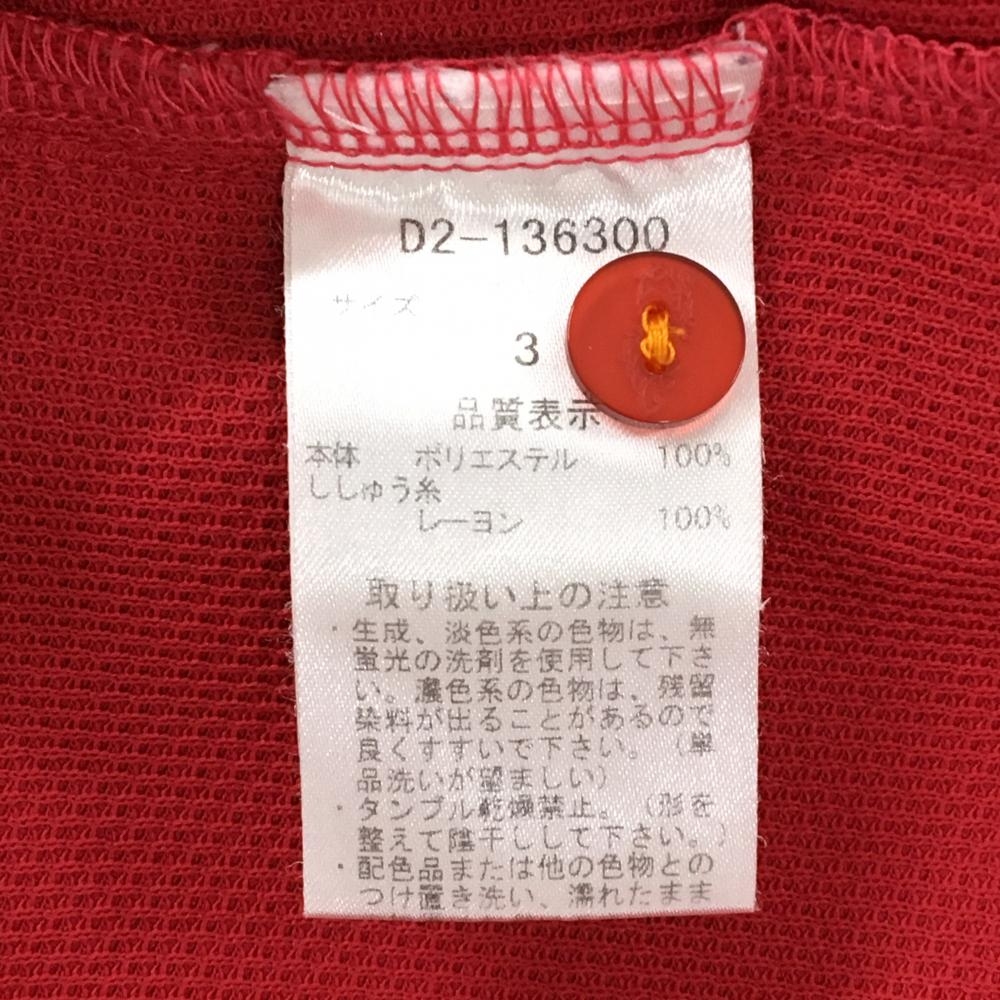 D2-136300
サイズ
3
品質表示
本体 ポリエステル 100%
ししゅう糸
レーヨン 100%
取り扱い上の注意
・生成、淡色系の色物は、無
蛍光の洗剤を使用して下さ
い。濃色系の色物は、残留
染料が出ることがあるので
良くすすいで下さい。（単
品洗いが望ましい）
・タンブル乾燥禁止。（形を
整えて陰干しして下さい。）
・配色品または他の色物との
つけ置き洗い、濡れたまま